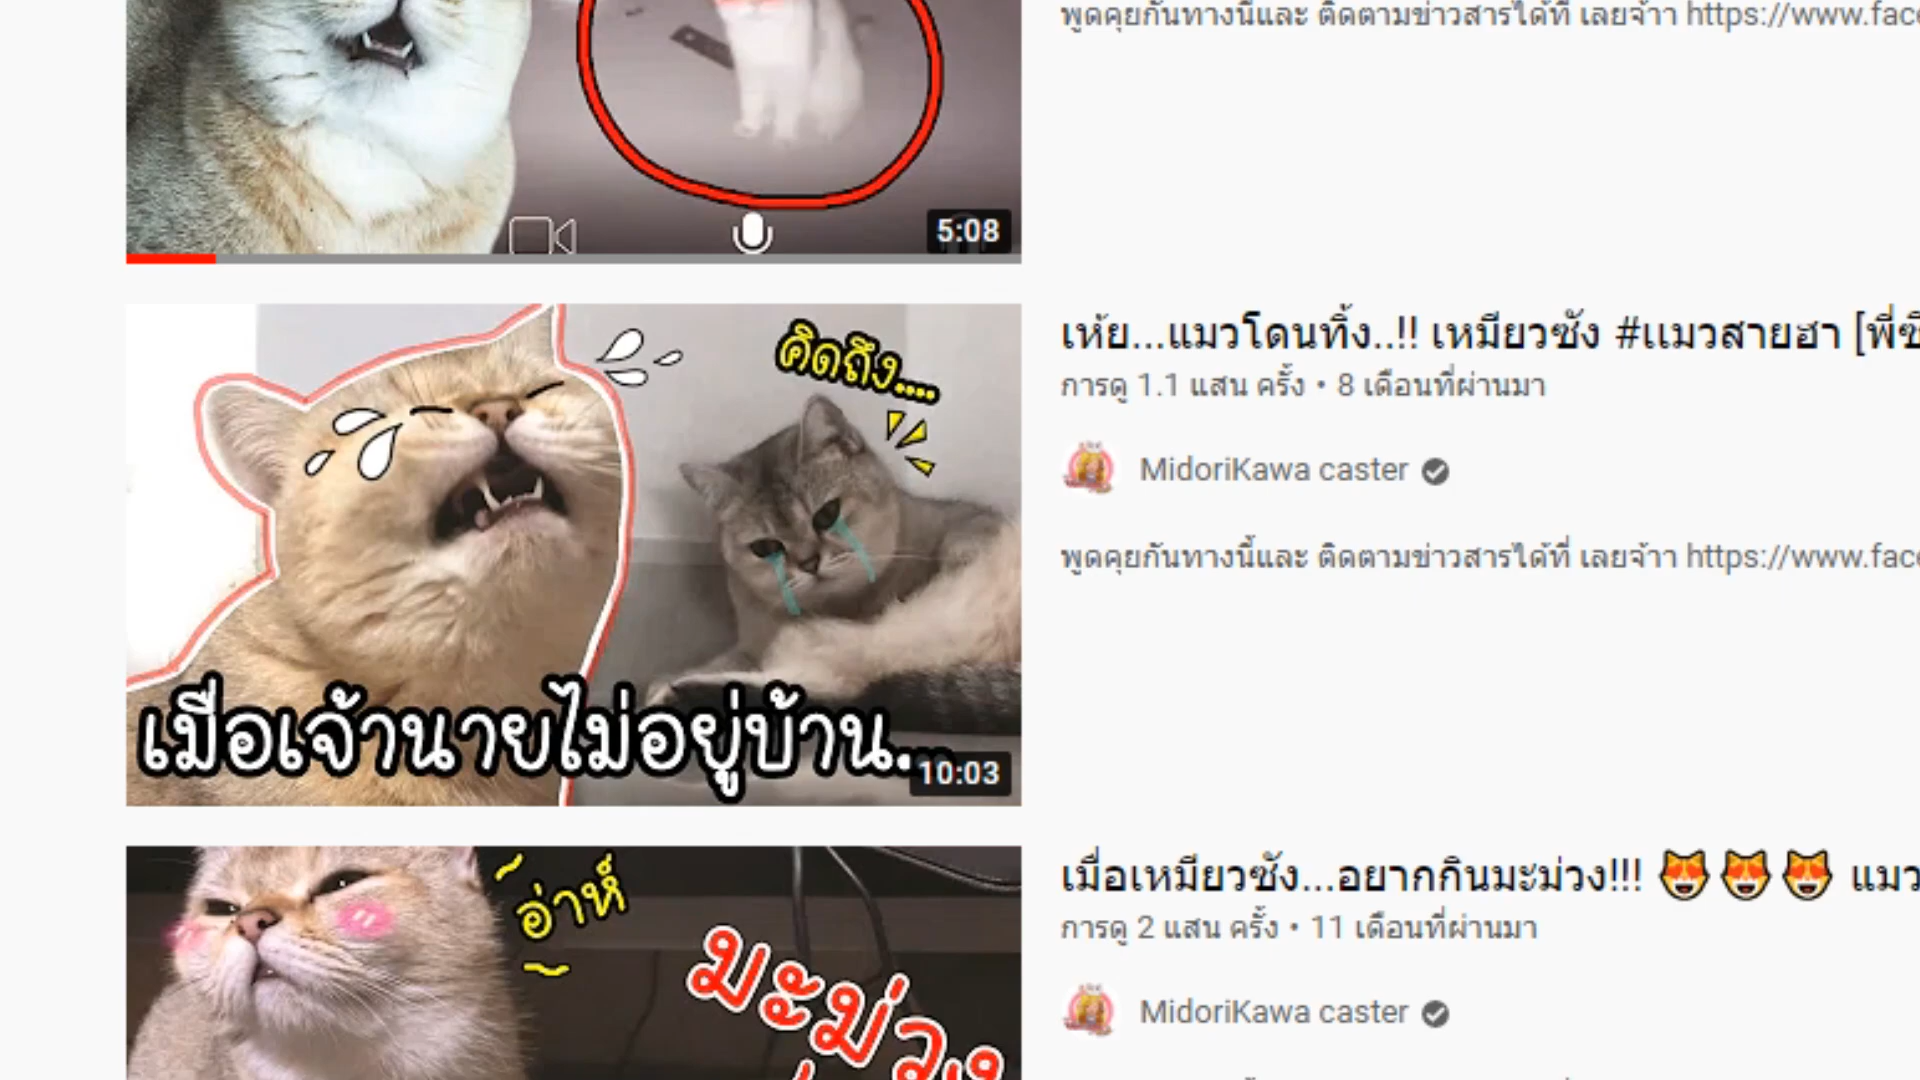 พูดคุยกันทางนี้และ ติดตามข่าวสารได้ที่ เลยจ้าา https://www.face
5:08
คิดถึง....
เมื่อเจ้านายไม่อยู่บ้าน..
10:03
เห้ย...แมวโดนทิ้ง..!! เหมียวซัง #แมวสายฮา [พี่ซี
การดู 1.1 แสน ครั้ง • 8 เดือนที่ผ่านมา
MidoriKawa caster
พูดคุยกันทางนี้และ ติดตามข่าวสารได้ที่ เลยจ้าา https://www.face
อ่าห์
มะม่วง
เมื่อเหมียวซัง...อยากกินมะม่วง!!! 😻😻😻 แมว
การดู 2 แสน ครั้ง • 11 เดือนที่ผ่านมา
MidoriKawa caster